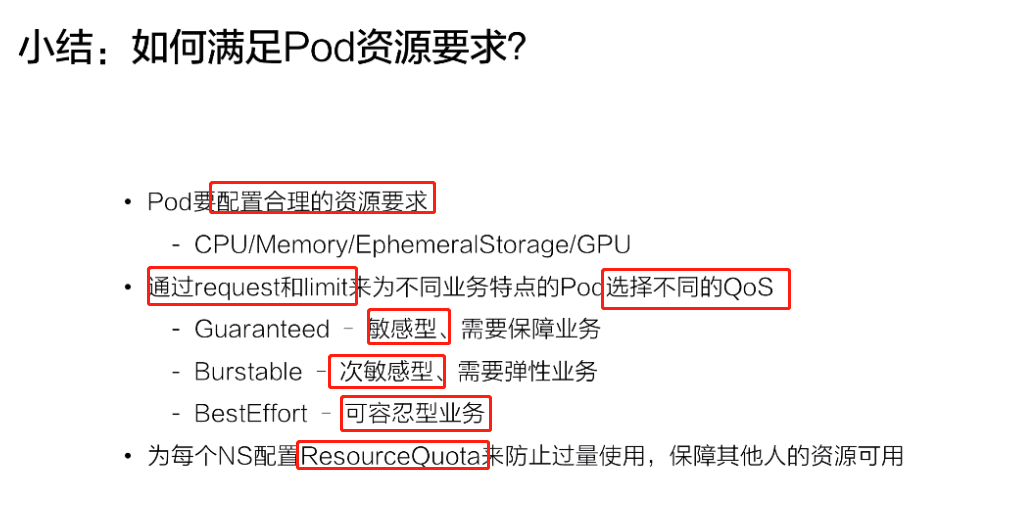 小结：如何满足Pod资源要求?
• Pod要配置合理的资源要求
- CPU/Memory/EphemeralStorage/GPU
• 通过request和limit来为不同业务特点的Pod选择不同的QoS
- Guaranteed – 敏感型、需要保障业务
- Burstable – 次敏感型、需要弹性业务
- BestEffort – 可容忍型业务
• 为每个NS配置ResourceQuota来防止过量使用，保障其他人的资源可用